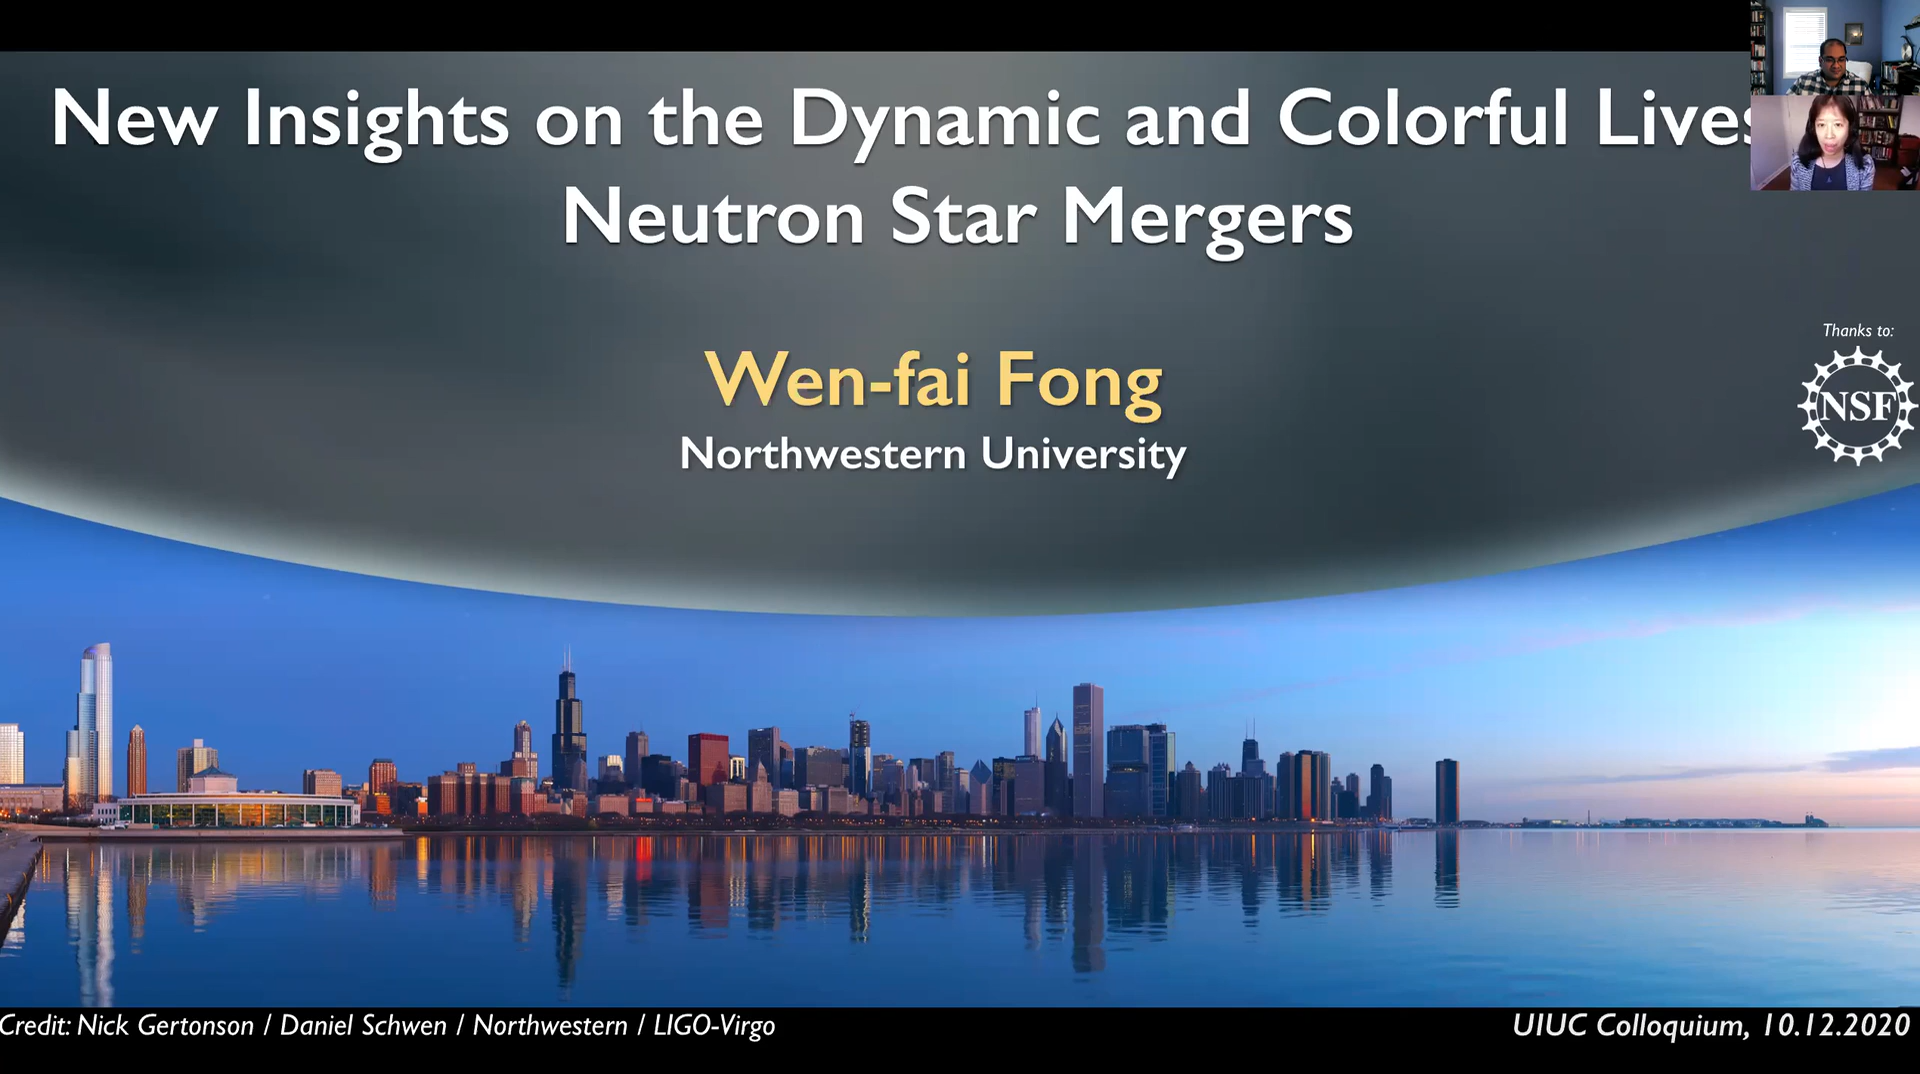 New Insights on the Dynamic and Colorful Lives
Neutron Star Mergers
Wen-fai Fong
Northwestern University
Thanks to:
NSF
Credit: Nick Gertonson / Daniel Schwen / Northwestern / LIGO-Virgo
UIUC Colloquium, 10.12.2020